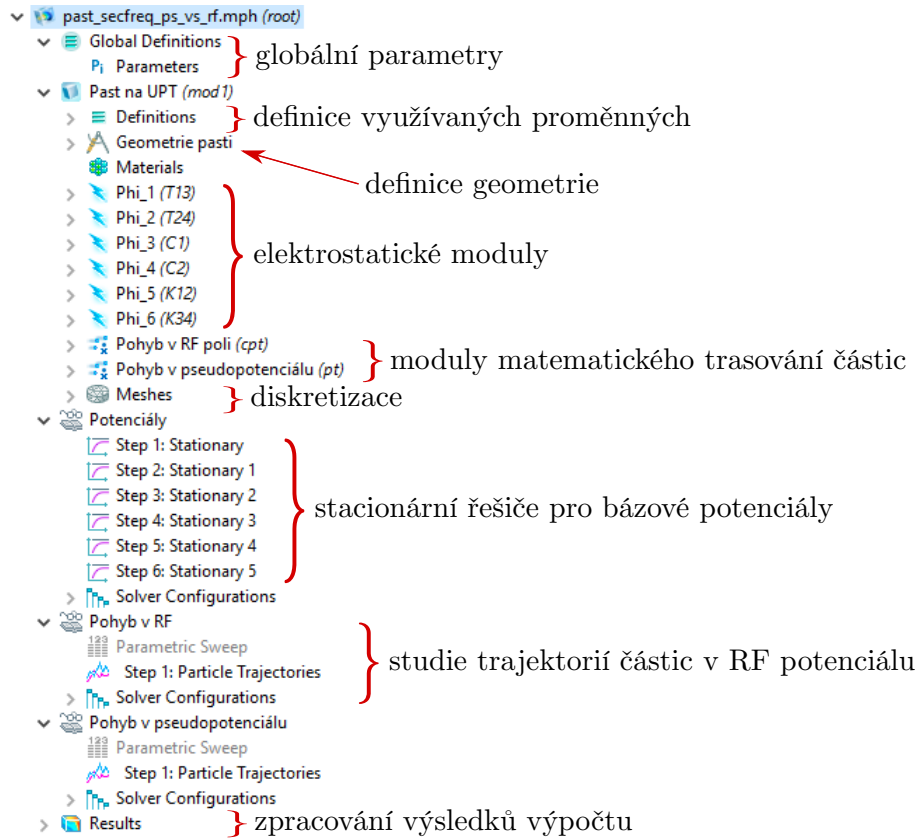 past_secfreq_ps_vs_rf.mph (root)
Global Definitions
Pi Parameters
globální parametry
Past na UPT (mod1)
Definitions
definice využívaných proměnných
Geometrie pasti
Materials
definice geometrie
Phi_1 (T13)
Phi_2 (T24)
Phi_3 (C1)
Phi_4 (C2)
Phi_5 (K12)
Phi_6 (K34)
elektrostatické moduly
Pohyb v RF poli (cpt)
Pohyb v pseudopotenciálu (pt)
moduly matematického trasování částic
Meshes
diskretizace
Potenciály
Step 1: Stationary
Step 2: Stationary 1
Step 3: Stationary 2
Step 4: Stationary 3
Step 5: Stationary 4
Step 6: Stationary 5
stacionární řešiče pro bázové potenciály
Solver Configurations
Pohyb v RF
123 Parametric Sweep
Step 1: Particle Trajectories
Solver Configurations
studie trajektorií částic v RF potenciálu
Pohyb v pseudopotenciálu
123 Parametric Sweep
Step 1: Particle Trajectories
Solver Configurations
Results
zpracování výsledků výpočtu